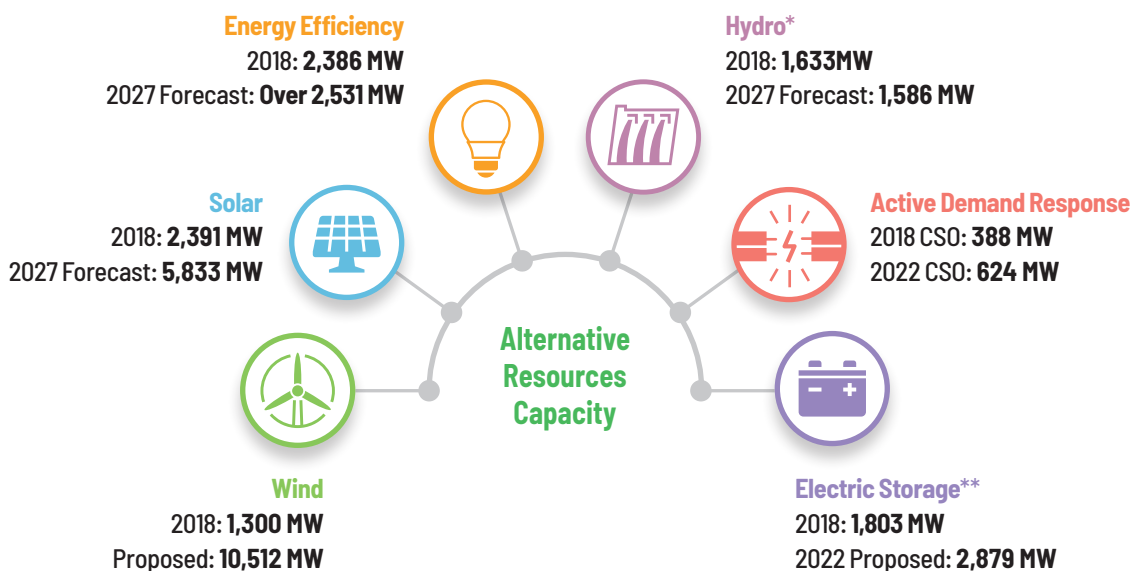 Energy Efficiency
2018: 2,386 MW
2027 Forecast: Over 2,531 MW
Hydro*
2018: 1,633MW
2027 Forecast: 1,586 MW
Solar
2018: 2,391 MW
2027 Forecast: 5,833 MW
Active Demand Response
2018 CSO: 388 MW
2022 CSO: 624 MW
Alternative
Resources
Capacity
Wind
2018: 1,300 MW
Proposed: 10,512 MW
Electric Storage**
2018: 1,803 MW
2022 Proposed: 2,879 MW